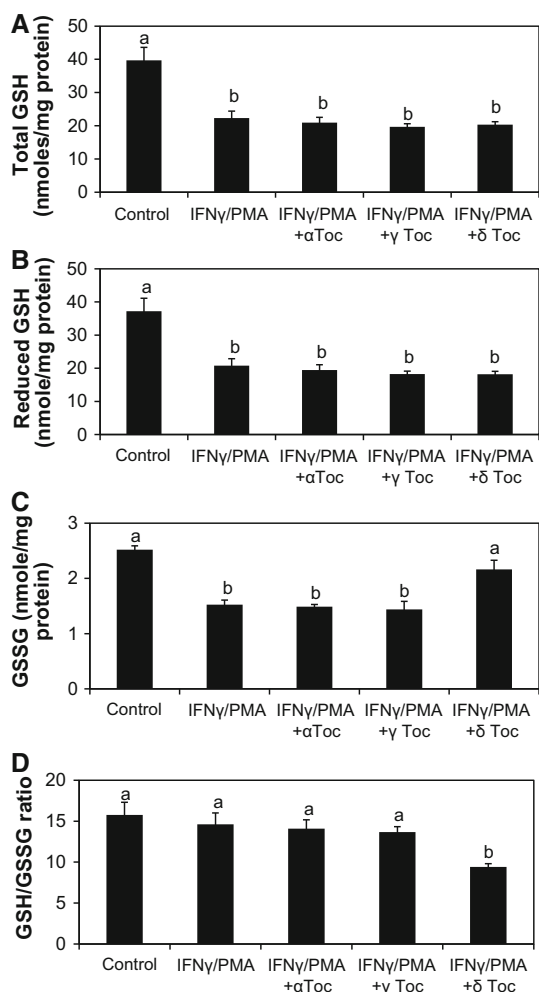 A
Total GSH
(nmoles/mg protein)
50
40
30
20
10
0
a
b
b
b
b
Control
IFNγ/PMA
IFNγ/PMA
+αToc
IFNγ/PMA
+γ Toc
IFNγ/PMA
+δ Toc
B
Reduced GSH
(nmole/mg protein)
50
40
30
20
10
0
a
b
b
b
b
Control
IFNγ/PMA
IFNγ/PMA
+αToc
IFNγ/PMA
+γ Toc
IFNγ/PMA
+δ Toc
C
GSSG (nmole/mg
protein)
3
2
1
0
a
b
b
b
a
Control
IFNγ/PMA
IFNγ/PMA
+αToc
IFNγ/PMA
+γ Toc
IFNγ/PMA
+δ Toc
D
GSH/GSSG ratio
20
15
10
5
0
a
a
a
a
b
Control
IFNγ/PMA
IFNγ/PMA
+αToc
IFNγ/PMA
+γ Toc
IFNγ/PMA
+δ Toc